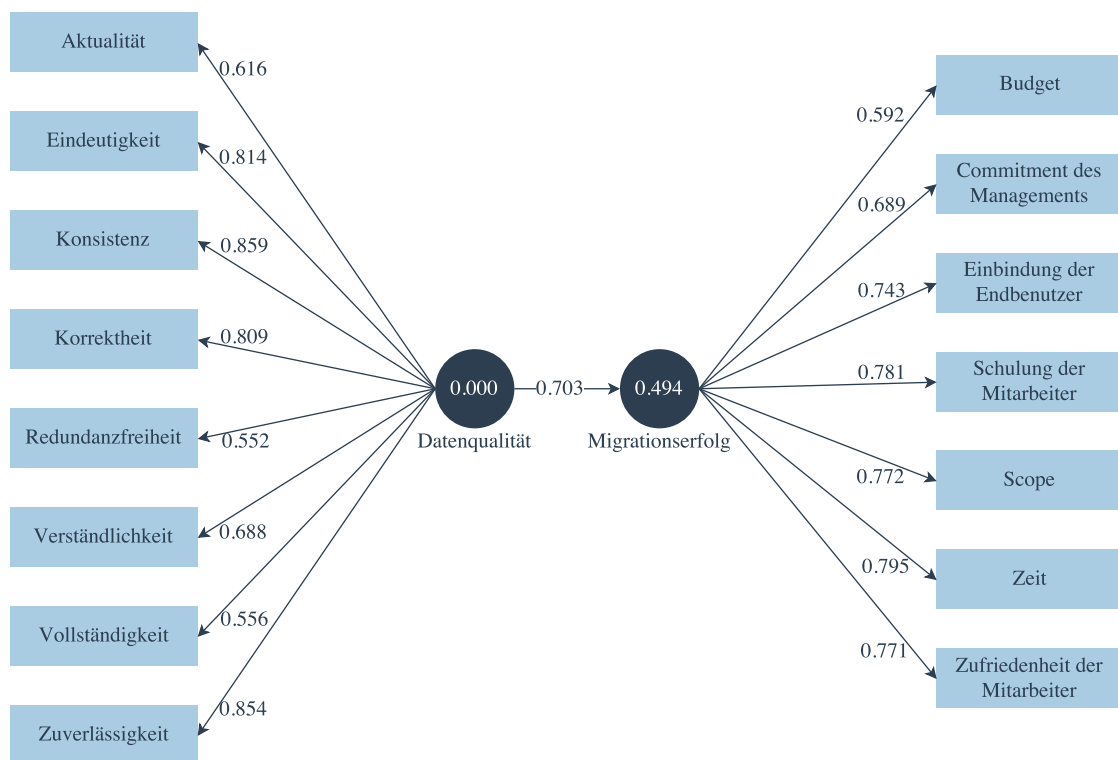 Aktualität
0.616
Eindeutigkeit
0.814
Konsistenz
0.859
Korrektheit
0.809
Redundanzfreiheit
0.552
Verständlichkeit
0.688
Vollständigkeit
0.556
Zuverlässigkeit
0.854
0.000
Datenqualität
0.703
0.494
Migrationserfolg
0.592
Budget
0.689
Commitment des
Managements
0.743
Einbindung der
Endbenutzer
0.781
Schulung der
Mitarbeiter
0.772
Scope
0.795
Zeit
0.771
Zufriedenheit der
Mitarbeiter